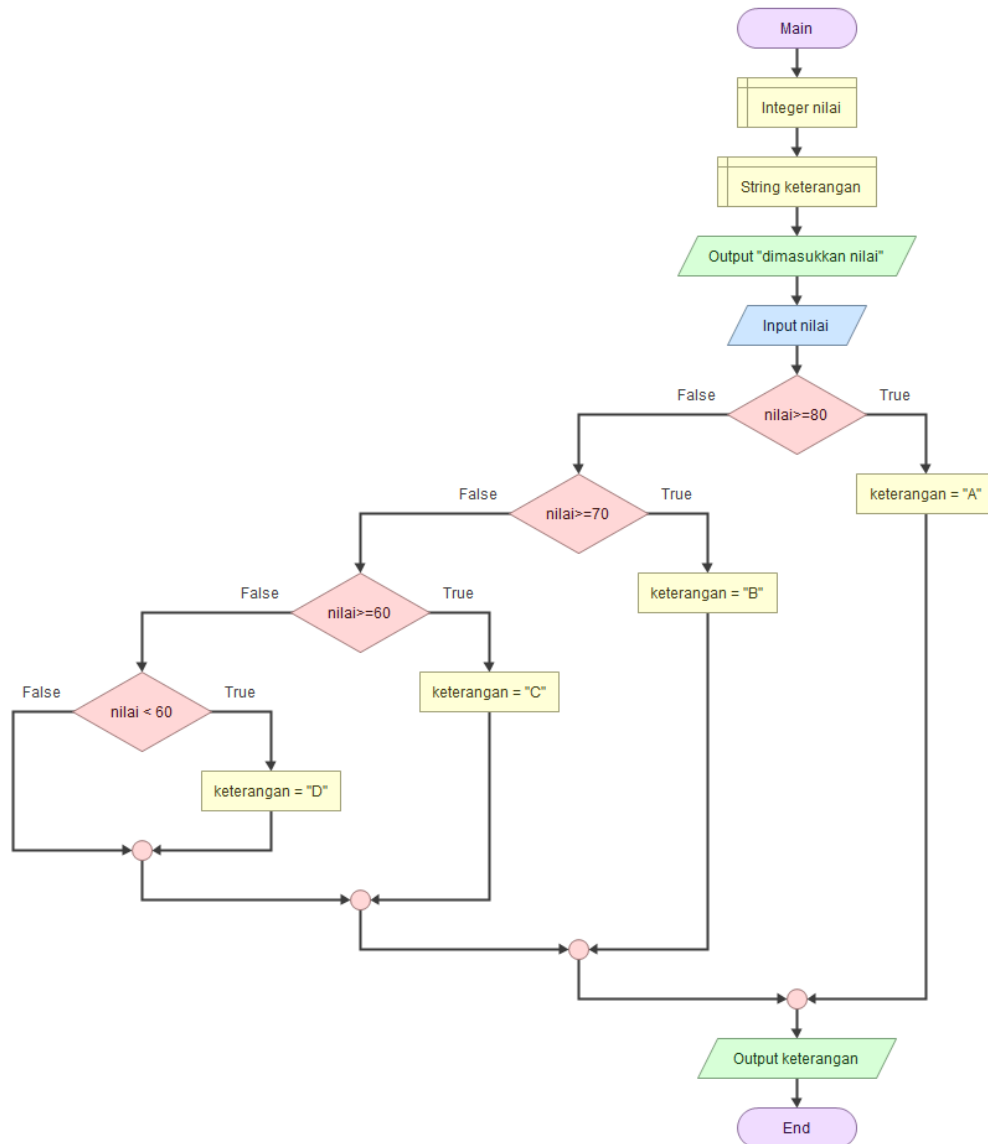 Main
Integer nilai
String keterangan
Output "dimasukkan nilai"
Input nilai
False
True
nilai>=80
False
True
keterangan = "A"
nilai>=70
False
True
keterangan = "B"
nilai>=60
False
True
keterangan = "C"
nilai < 60
keterangan = "D"
Output keterangan
End